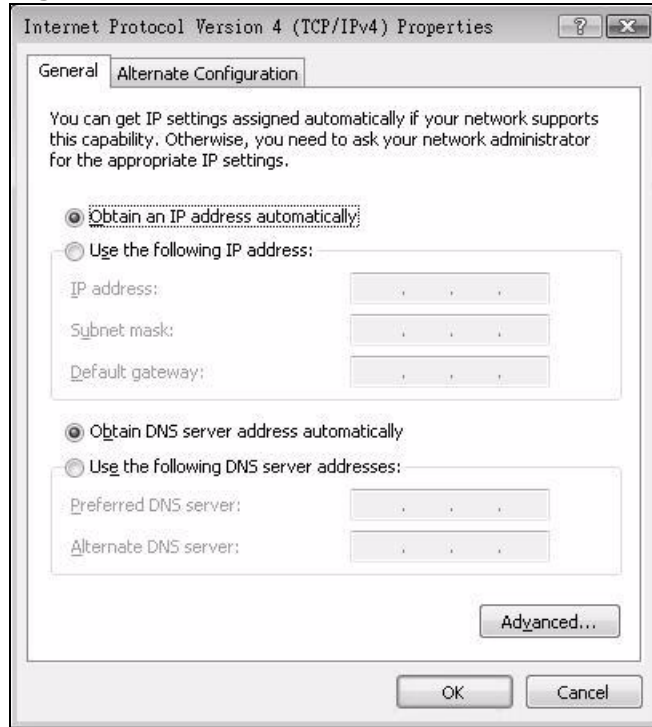 Internet Protocol Version 4 (TCP/IPv4) Properties
General
Alternate Configuration
You can get IP settings assigned automatically if your network supports
this capability. Otherwise, you need to ask your network administrator
for the appropriate IP settings.
Obtain an IP address automatically
Use the following IP address:
IP address:
Subnet mask:
Default gateway:
Obtain DNS server address automatically
Use the following DNS server addresses:
Preferred DNS server:
Alternate DNS server:
Advanced...
OK
Cancel